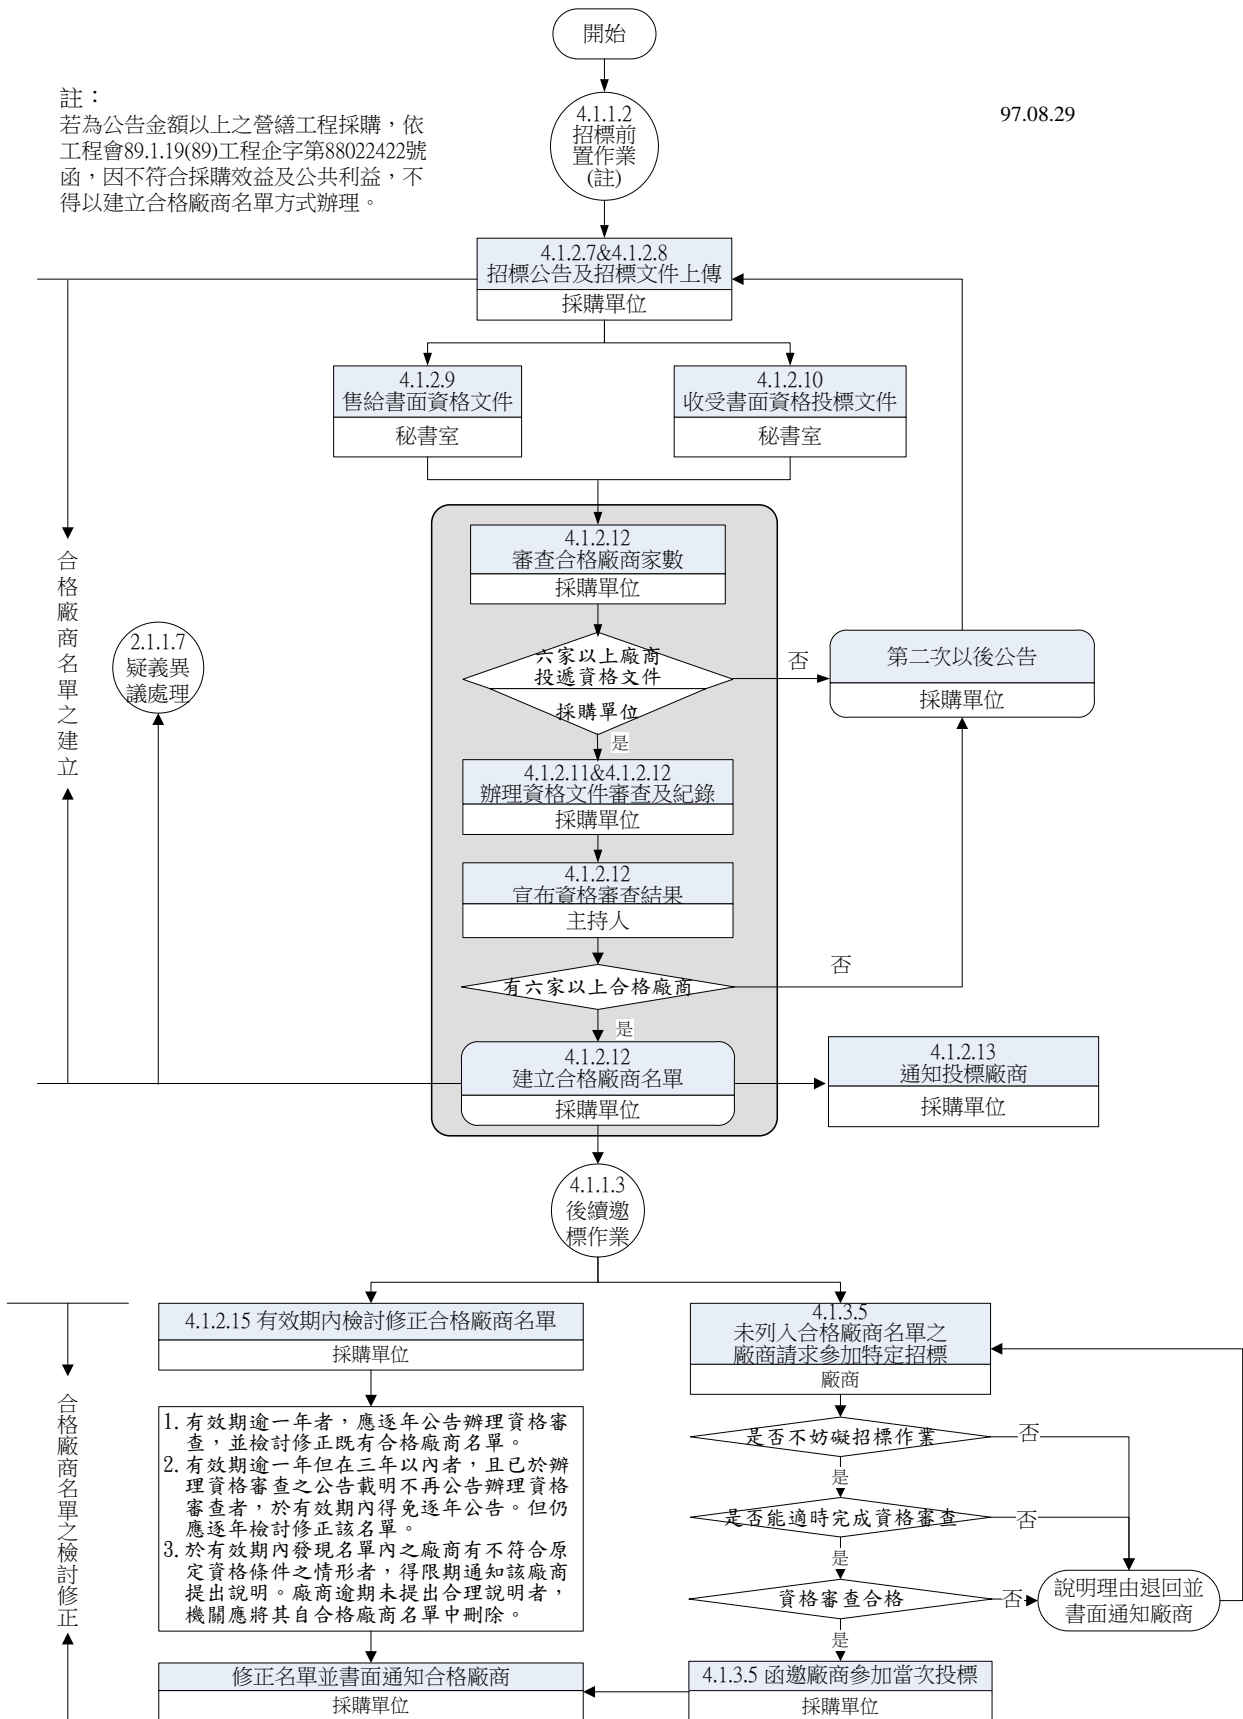 開始
註：
若為公告金額以上之營繕工程採購，依
工程會89.1.19(89)工程企字第88022422號
函，因不符合採購效益及公共利益，不
得以建立合格廠商名單方式辦理。
97.08.29
4.1.1.2
招標前
置作業
(註)
4.1.2.7&4.1.2.8
招標公告及招標文件上傳
採購單位
4.1.2.9
售給書面資格文件
秘書室
4.1.2.10
收受書面資格投標文件
秘書室
合格廠商名單之建立
2.1.1.7
疑義異
議處理
4.1.2.12
審查合格廠商家數
採購單位
六家以上廠商
投遞資格文件
採購單位
否
是
第二次以後公告
採購單位
4.1.2.11&4.1.2.12
辦理資格文件審查及紀錄
採購單位
4.1.2.12
宣布資格審查結果
主持人
有六家以上合格廠商
否
是
4.1.2.12
建立合格廠商名單
採購單位
4.1.2.13
通知投標廠商
採購單位
4.1.1.3
後續邀
標作業
合格廠商名單之檢討修正
4.1.2.15 有效期內檢討修正合格廠商名單
採購單位
1. 有效期逾一年者，應逐年公告辦理資格審
查，並檢討修正既有合格廠商名單。
2. 有效期逾一年但在三年以內者，且已於辦
理資格審查之公告載明不再公告辦理資格
審查者，於有效期內得免逐年公告。但仍
應逐年檢討修正該名單。
3. 於有效期內發現名單內之廠商有不符合原
定資格條件之情形者，得限期通知該廠商
提出說明。廠商逾期未提出合理說明者，
機關應將其自合格廠商名單中刪除。
修正名單並書面通知合格廠商
採購單位
4.1.3.5
未列入合格廠商名單之
廠商請求參加特定招標
廠商
是否不妨礙招標作業
否
是
是否能適時完成資格審查
否
是
資格審查合格
否
是
說明理由退回並
書面通知廠商
4.1.3.5 函邀廠商參加當次投標
採購單位